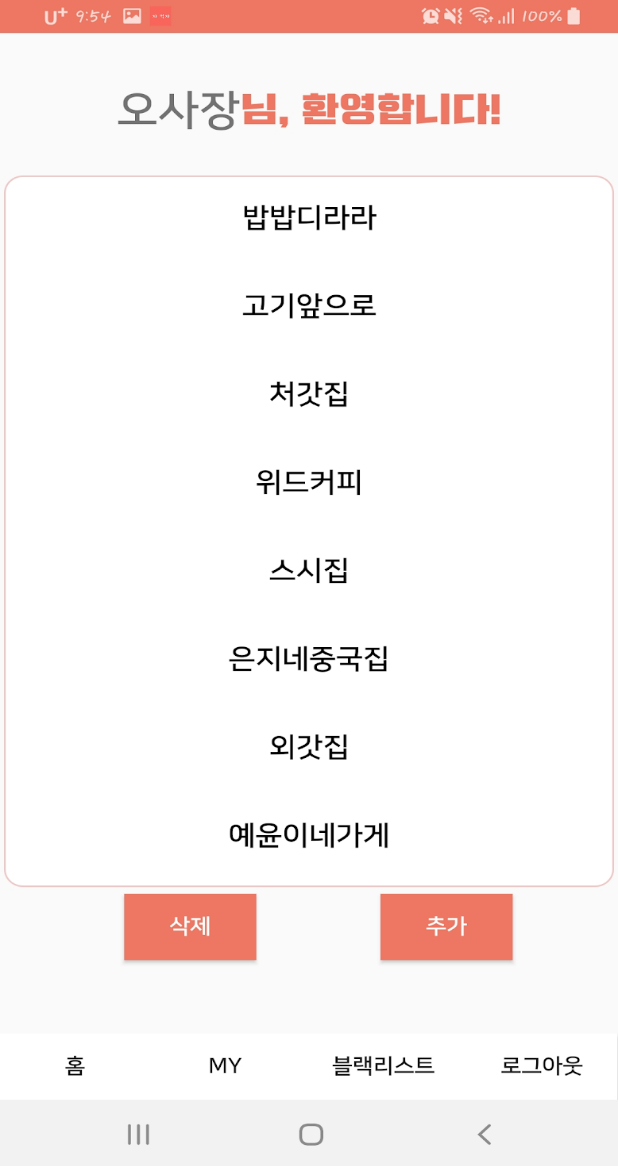 U+ 9:54 100%
오사장님, 환영합니다!
밥밥디라라
고기앞으로
처갓집
위드커피
스시집
은지네중국집
외갓집
예윤이네가게
삭제 추가
홈 MY 블랙리스트 로그아웃